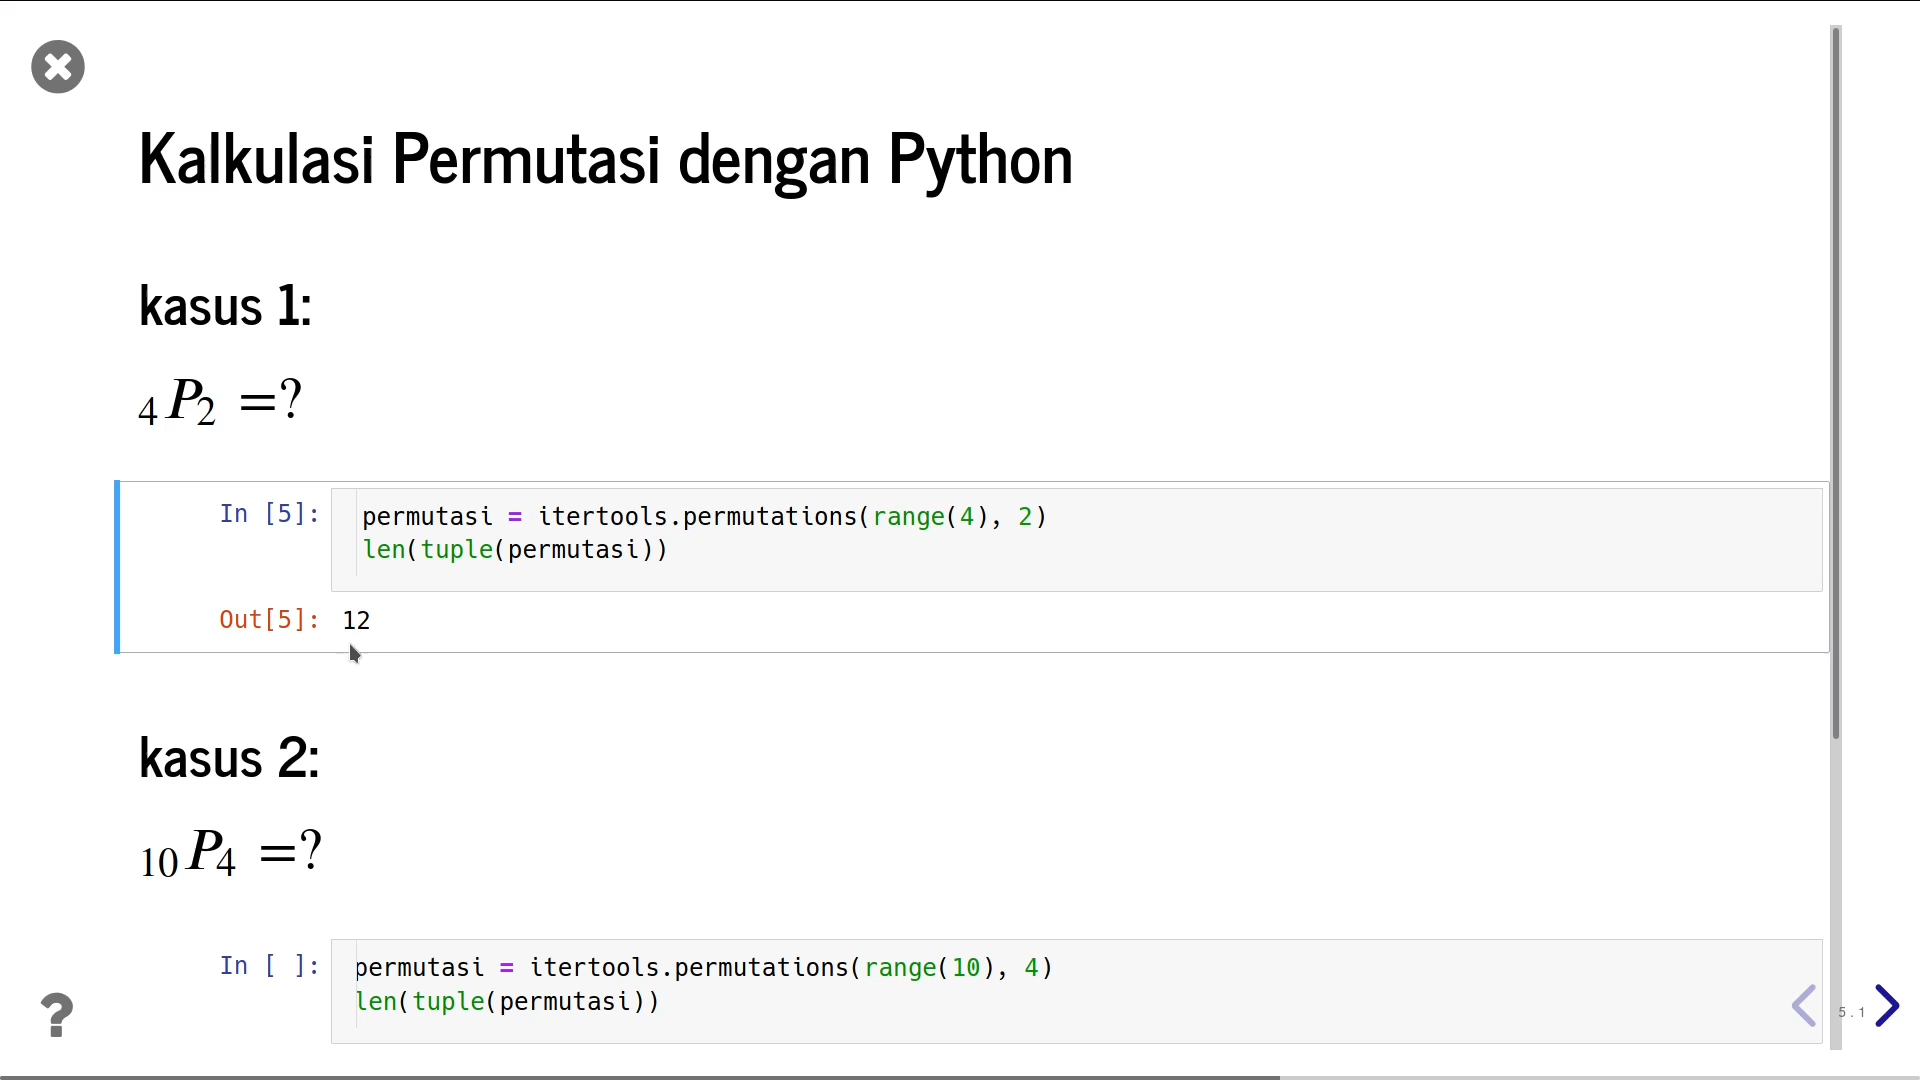 Kalkulasi Permutasi dengan Python
kasus 1:
₄P₂ =?
In [5]:
permutasi = itertools.permutations(range(4), 2)
len(tuple(permutasi))
Out[5]: 12
kasus 2:
₁₀P₄ =?
In [ ]:
permutasi = itertools.permutations(range(10), 4)
len(tuple(permutasi))
?
5.1